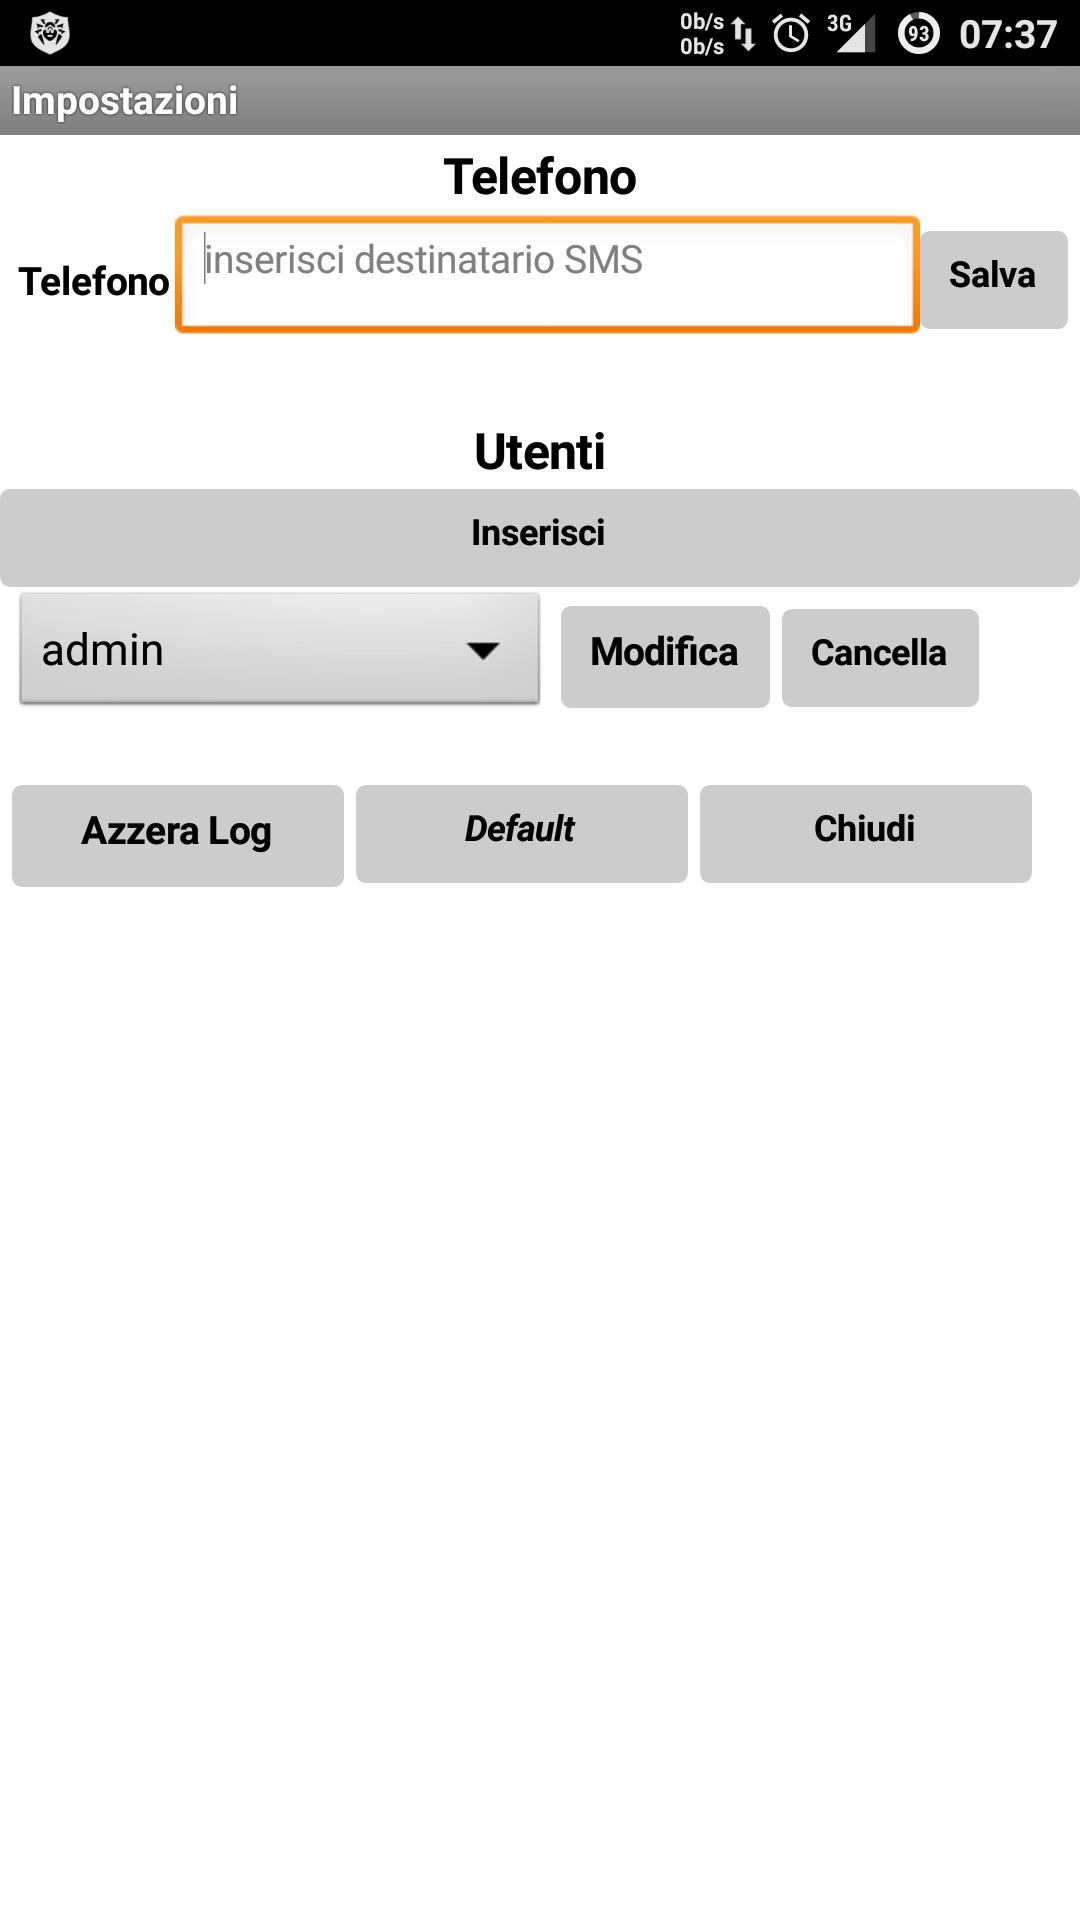 0b/s
0b/s
3G
93
07:37
Impostazioni
Telefono
Telefono inserisci destinatario SMS Salva
Utenti
Inserisci
admin Modifica Cancella
Azzera Log Default Chiudi